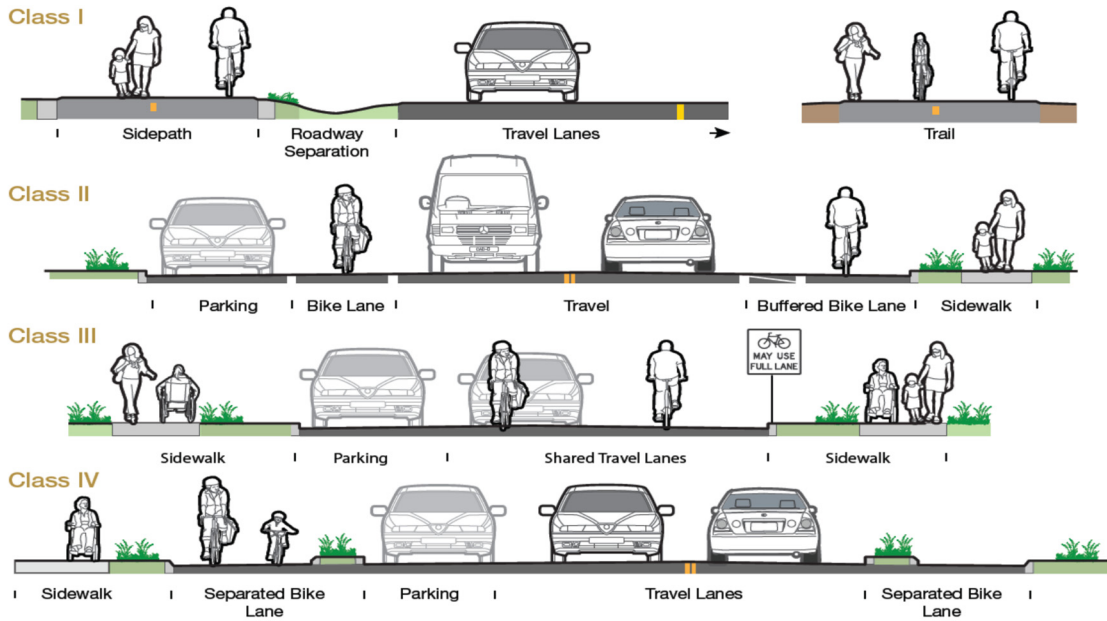 Class I
Sidepath
Roadway
Separation
Travel Lanes
Trail
Class II
Parking
Bike Lane
Travel
Buffered Bike Lane
Sidewalk
Class III
MAY USE
FULL LANE
Sidewalk
Parking
Shared Travel Lanes
Sidewalk
Class IV
Sidewalk
Separated Bike
Lane
Parking
Travel Lanes
Separated Bike
Lane